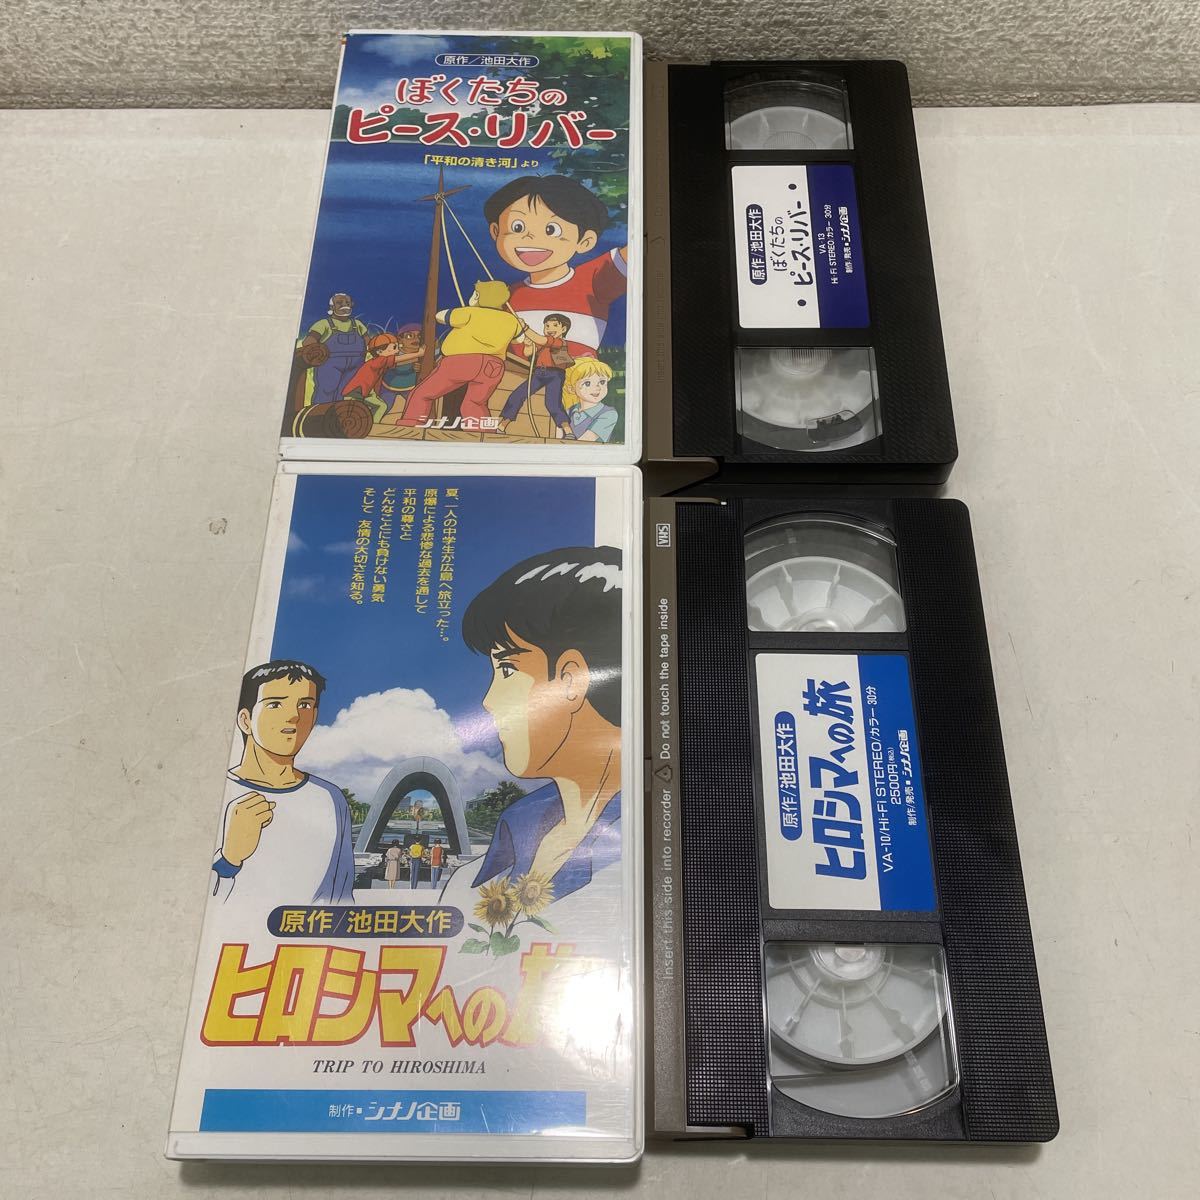 原作/池田大作
ぼくたちの
ピース・リバー
「平和の清き河」より
シナノ企画
原作/池田大作
ぼくたちの
・ピース・リバー・
VA-13
Hi-Fi STEREO/カラー 30分
制作/発売■シナノ企画
夏、一人の中学生が広島へ旅立った…。
原爆による悲惨な過去を通して
平和の尊さと
どんなことにも負けない勇気
そして 友情の大切さを知る。
原作/池田大作
ヒロシマへの旅
TRIP TO HIROSHIMA
制作■シナノ企画
VHS
Insert this side into recorder △ Do not touch the tape inside
原作/池田大作
ヒロシマへの旅
VA-10/Hi-Fi STEREO/カラー 30分
2500円(税込)
制作/発売■シナノ企画